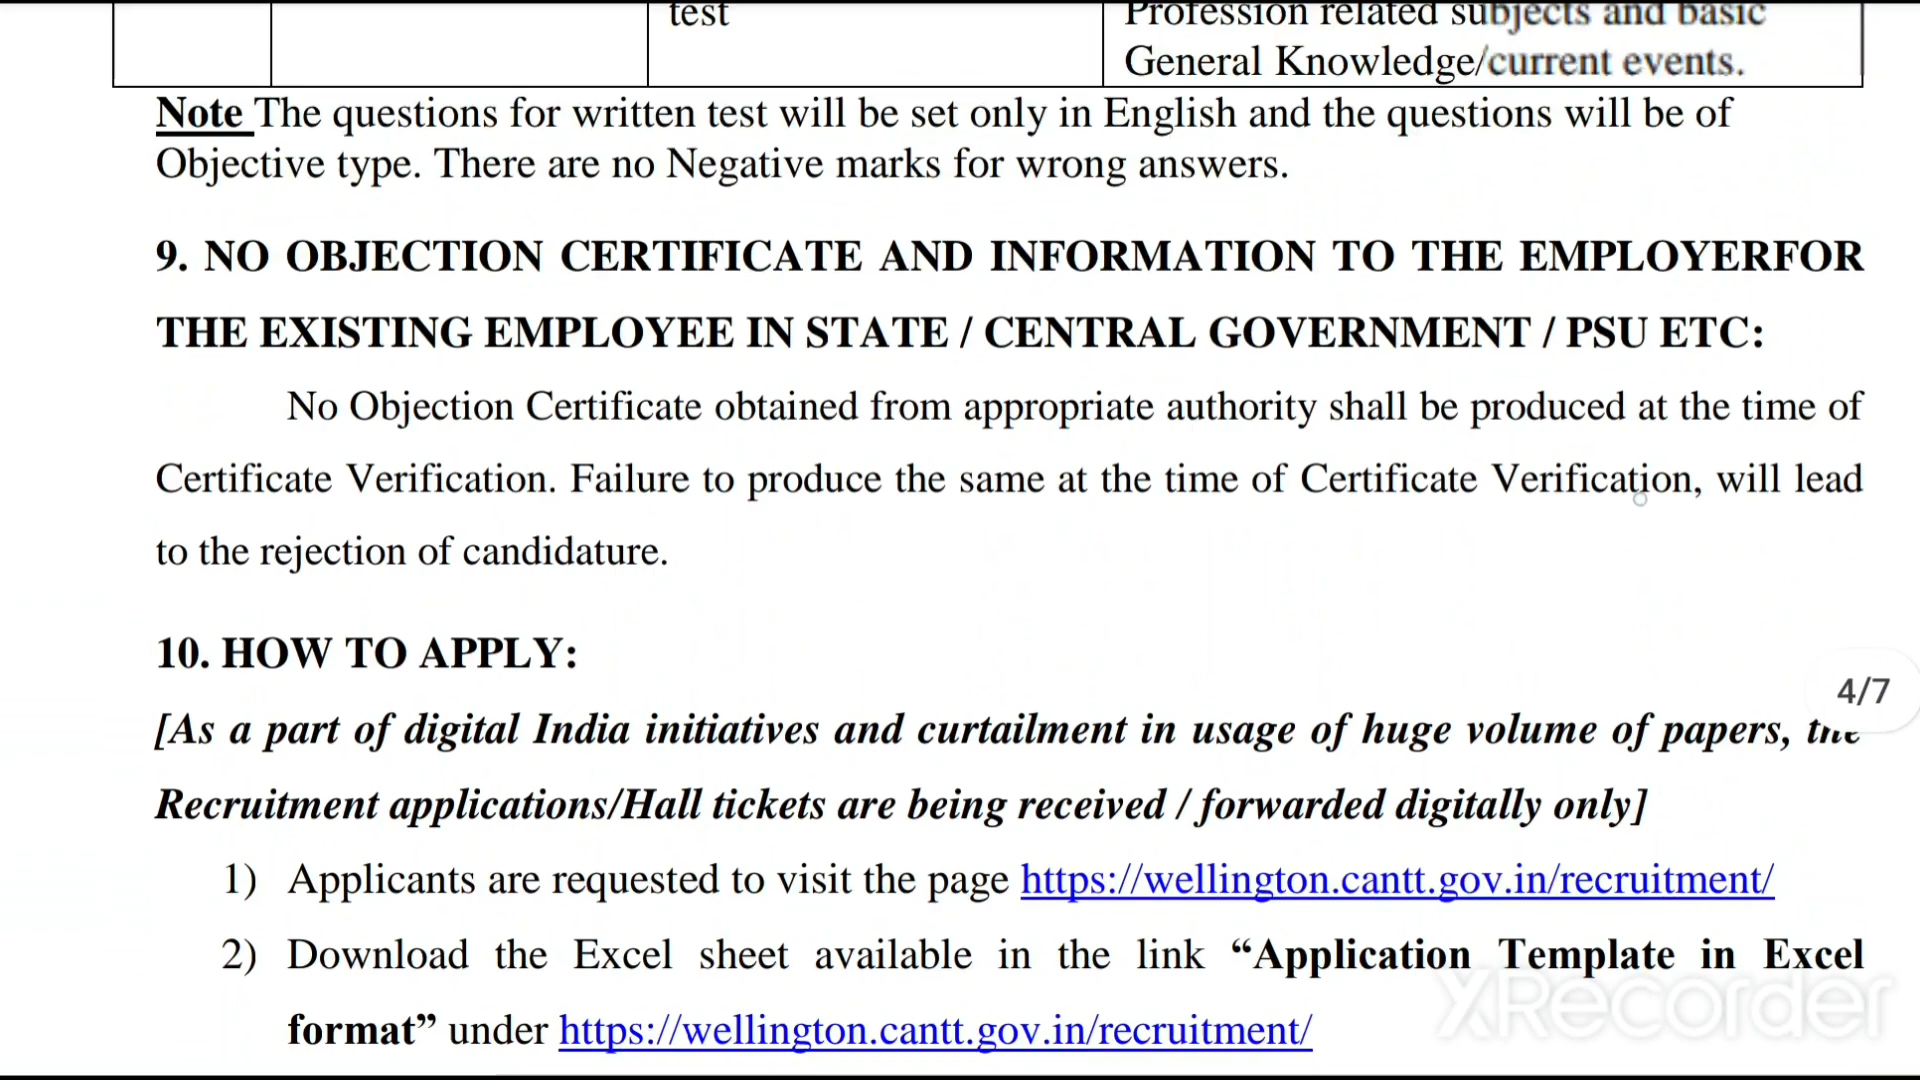 test
Profession related subjects and basic
General Knowledge/current events.
Note The questions for written test will be set only in English and the questions will be of
Objective type. There are no Negative marks for wrong answers.
9. NO OBJECTION CERTIFICATE AND INFORMATION TO THE EMPLOYERFOR
THE EXISTING EMPLOYEE IN STATE / CENTRAL GOVERNMENT / PSU ETC:
No Objection Certificate obtained from appropriate authority shall be produced at the time of
Certificate Verification. Failure to produce the same at the time of Certificate Verification, will lead
to the rejection of candidature.
10. HOW TO APPLY:
4/7
[As a part of digital India initiatives and curtailment in usage of huge volume of papers, the
Recruitment applications/Hall tickets are being received / forwarded digitally only]
1) Applicants are requested to visit the page https://wellington.cantt.gov.in/recruitment/
2) Download the Excel sheet available in the link “Application Template in Excel
format” under https://wellington.cantt.gov.in/recruitment/
XRecorder